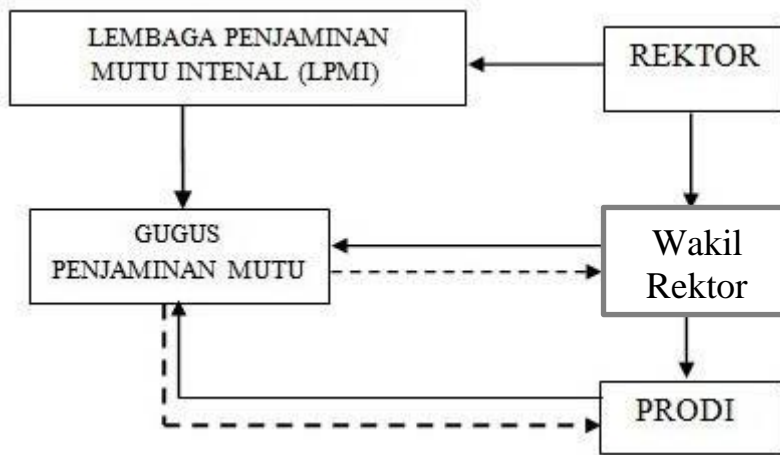 LEMBAGA PENJAMINAN
MUTU INTENAL (LPMI)
REKTOR
GUGUS
PENJAMINAN MUTU
Wakil
Rektor
PRODI